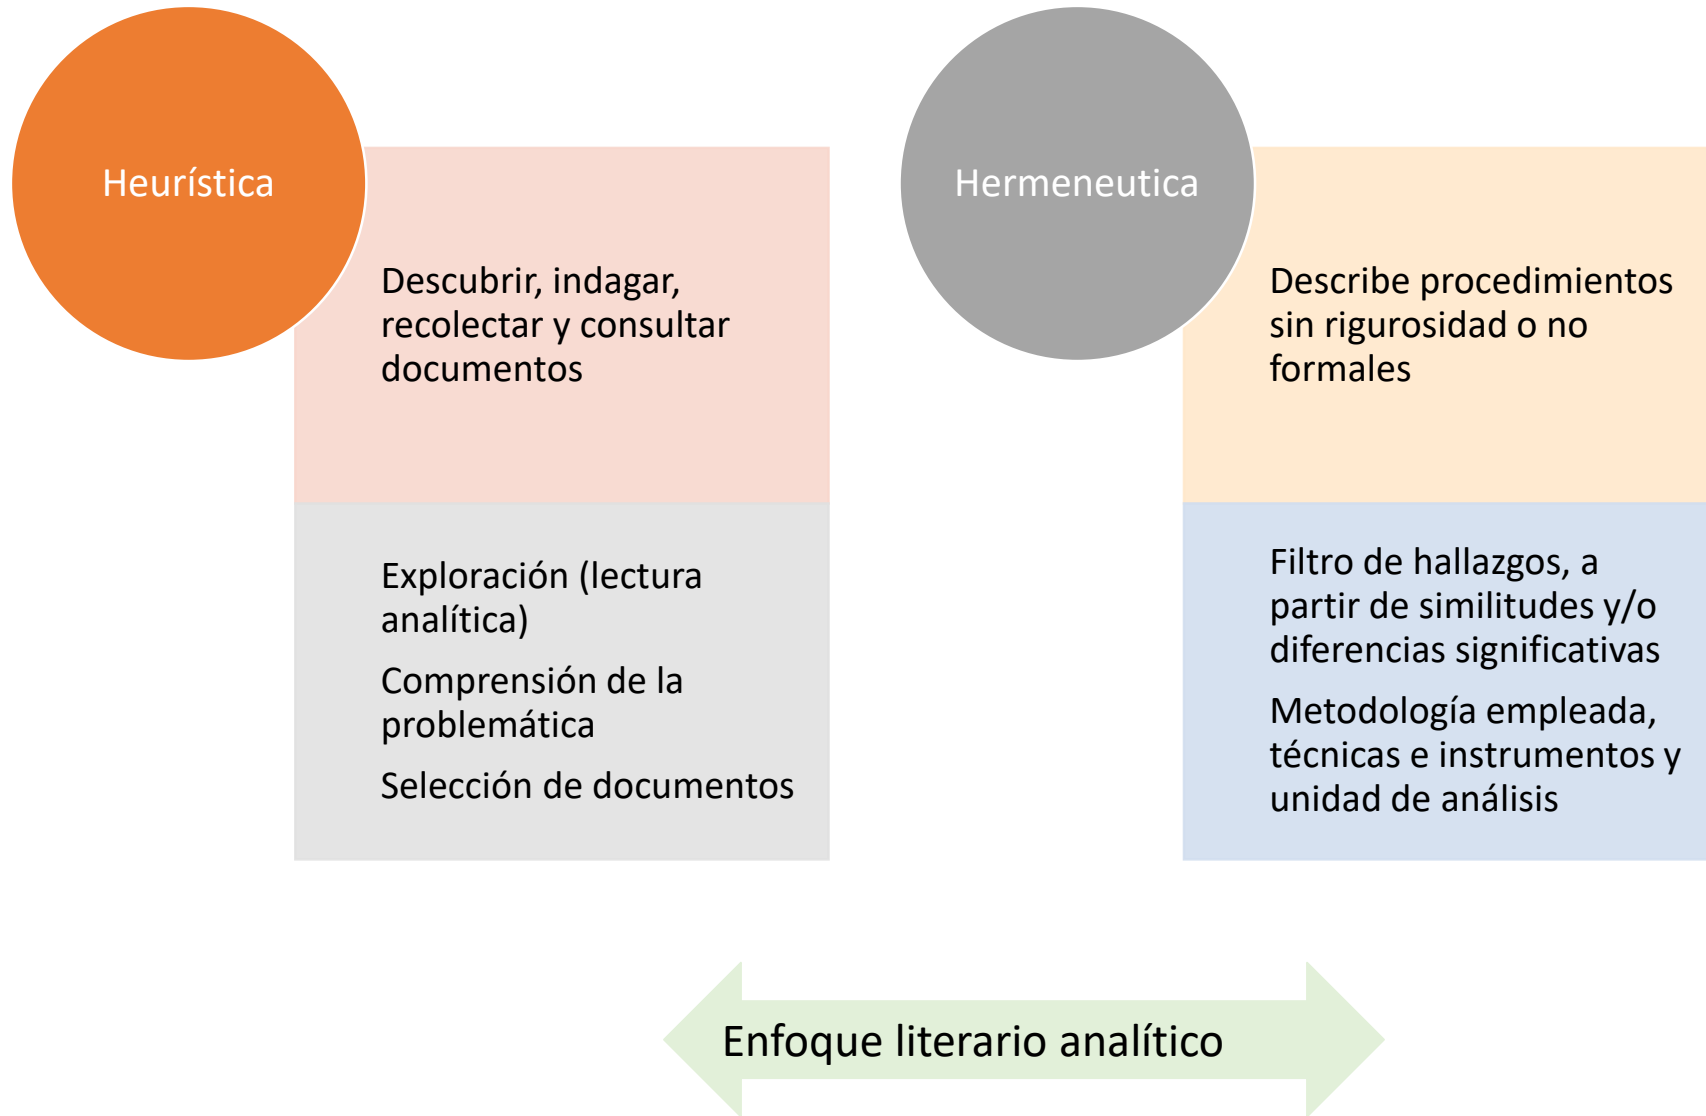 Heurística
Descubrir, indagar,
recolectar y consultar
documentos
Exploración (lectura
analítica)
Comprensión de la
problemática
Selección de documentos
Hermeneutica
Describe procedimientos
sin rigurosidad o no
formales
Filtro de hallazgos, a
partir de similitudes y/o
diferencias significativas
Metodología empleada,
técnicas e instrumentos y
unidad de análisis
Enfoque literario analítico